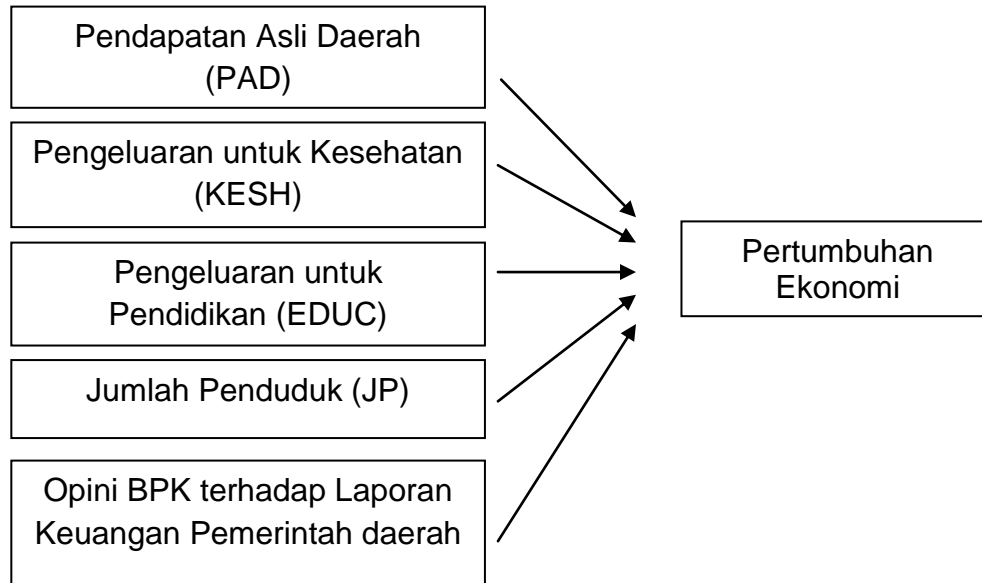 Pendapatan Asli Daerah
(PAD)
Pengeluaran untuk Kesehatan
(KESH)
Pengeluaran untuk
Pendidikan (EDUC)
Jumlah Penduduk (JP)
Opini BPK terhadap Laporan
Keuangan Pemerintah daerah
Pertumbuhan
Ekonomi